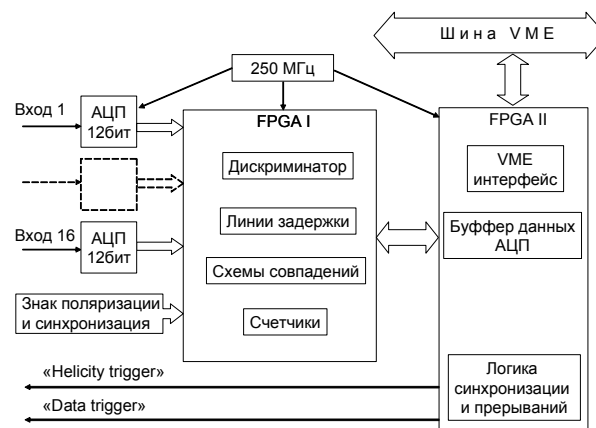 Шина VME
250 МГц
Вход 1
АЦП
12бит
FPGA I
FPGA II
Дискриминатор
VME
интерфейс
Линии задержки
Буффер данных
АЦП
Вход 16
АЦП
12бит
Схемы совпадений
Знак поляризации
и синхронизация
Счетчики
«Helicity trigger»
«Data trigger»
Логика
синхронизации
и прерываний